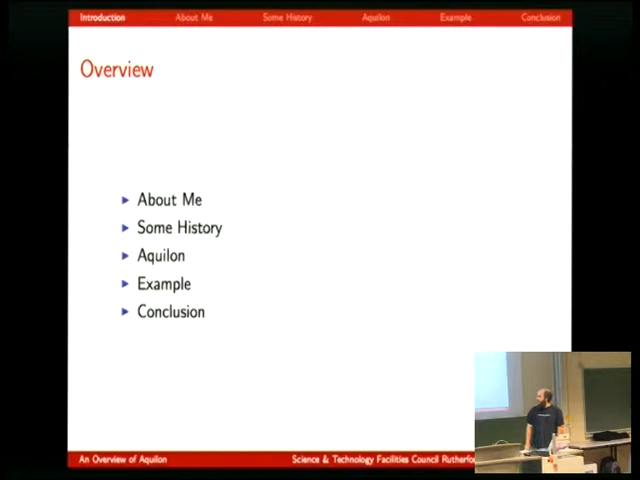 Introduction About Me Some History Aquilon Example Conclusion
Overview
About Me
Some History
Aquilon
Example
Conclusion
An Overview of Aquilon Science & Technology Facilities Council